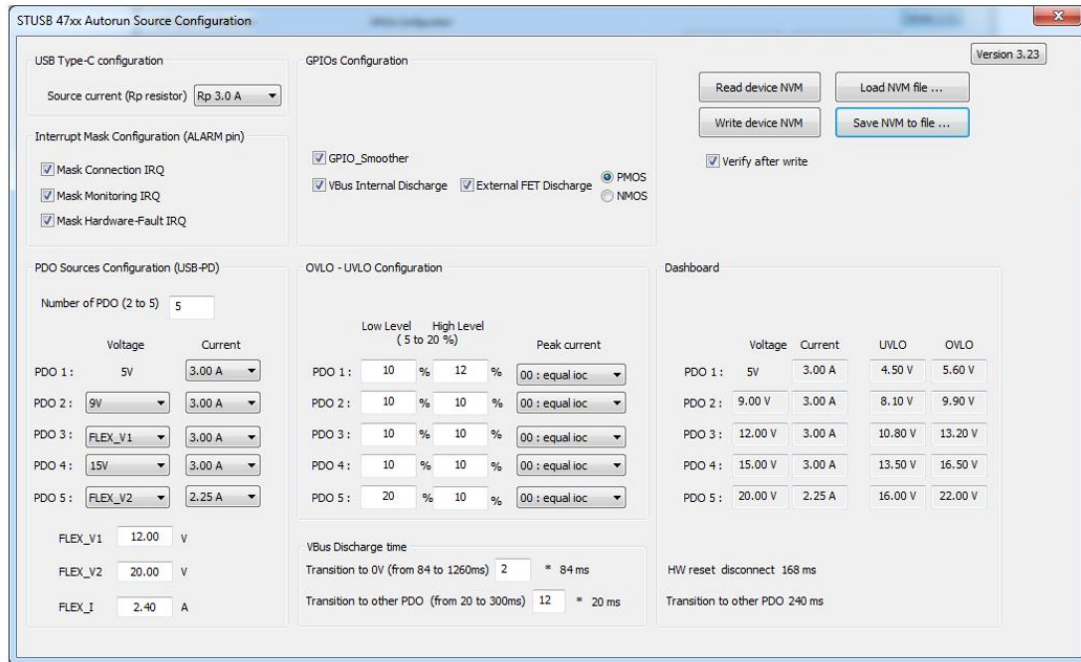 STUSB 47xx Autorun Source Configuration
Version 3.23
USB Type-C configuration
Source current (Rp resistor) Rp 3.0 A
Interrupt Mask Configuration (ALARM pin)
Mask Connection IRQ
Mask Monitoring IRQ
Mask Hardware-Fault IRQ
GPIOs Configuration
GPIO_Smoother
VBus Internal Discharge External FET Discharge PMOS
NMOS
Read device NVM Load NVM file ...
Write device NVM Save NVM to file ...
Verify after write
PDO Sources Configuration (USB-PD)
Number of PDO (2 to 5) 5
Voltage Current
PDO 1 : 5V 3.00 A
PDO 2 : 9V 3.00 A
PDO 3 : FLEX_V1 3.00 A
PDO 4 : 15V 3.00 A
PDO 5 : FLEX_V2 2.25 A
FLEX_V1 12.00 V
FLEX_V2 20.00 V
FLEX_I 2.40 A
OVLO - UVLO Configuration
Low Level High Level
( 5 to 20 %) Peak current
PDO 1 : 10 % 12 % 00 : equal ioc
PDO 2 : 10 % 10 % 00 : equal ioc
PDO 3 : 10 % 10 % 00 : equal ioc
PDO 4 : 10 % 10 % 00 : equal ioc
PDO 5 : 20 % 10 % 00 : equal ioc
VBus Discharge time
Transition to 0V (from 84 to 1260ms) 2 * 84 ms
Transition to other PDO (from 20 to 300ms) 12 * 20 ms
Dashboard
Voltage Current UVLO OVLO
PDO 1 : 5V 3.00 A 4.50 V 5.60 V
PDO 2 : 9.00 V 3.00 A 8.10 V 9.90 V
PDO 3 : 12.00 V 3.00 A 10.80 V 13.20 V
PDO 4 : 15.00 V 3.00 A 13.50 V 16.50 V
PDO 5 : 20.00 V 2.25 A 16.00 V 22.00 V
HW reset disconnect 168 ms
Transition to other PDO 240 ms